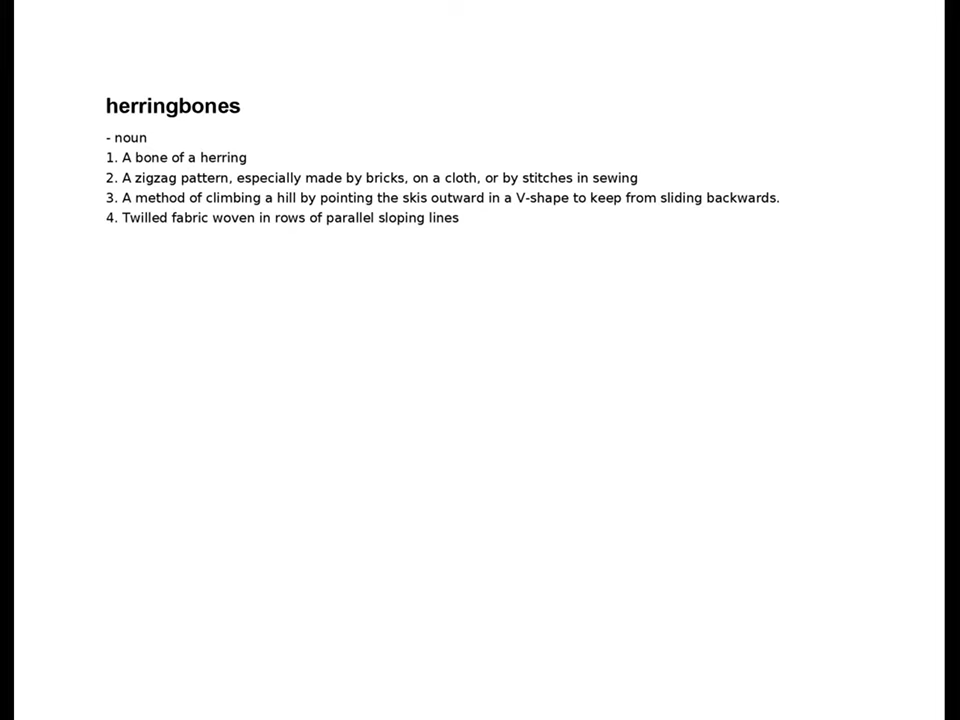 herringbones
- noun
1. A bone of a herring
2. A zigzag pattern, especially made by bricks, on a cloth, or by stitches in sewing
3. A method of climbing a hill by pointing the skis outward in a V-shape to keep from sliding backwards.
4. Twilled fabric woven in rows of parallel sloping lines